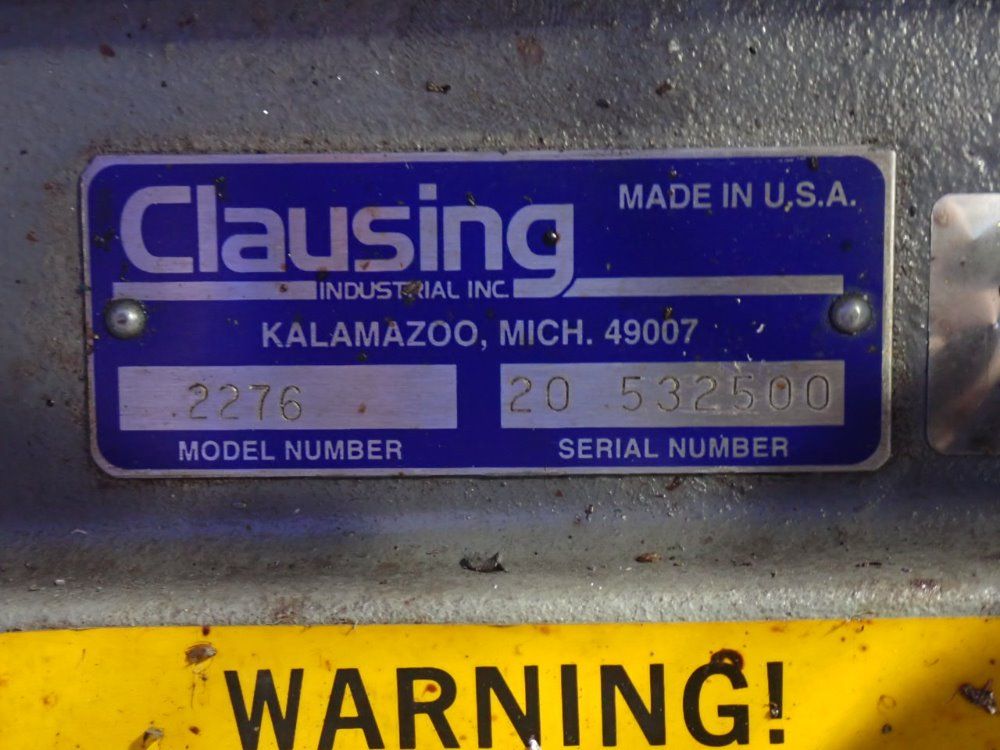 Clausing
MADE IN U.S.A.
INDUSTRIAL INC.
KALAMAZOO, MICH. 49007
2276
20 532500
MODEL NUMBER
SERIAL NUMBER
WARNING!